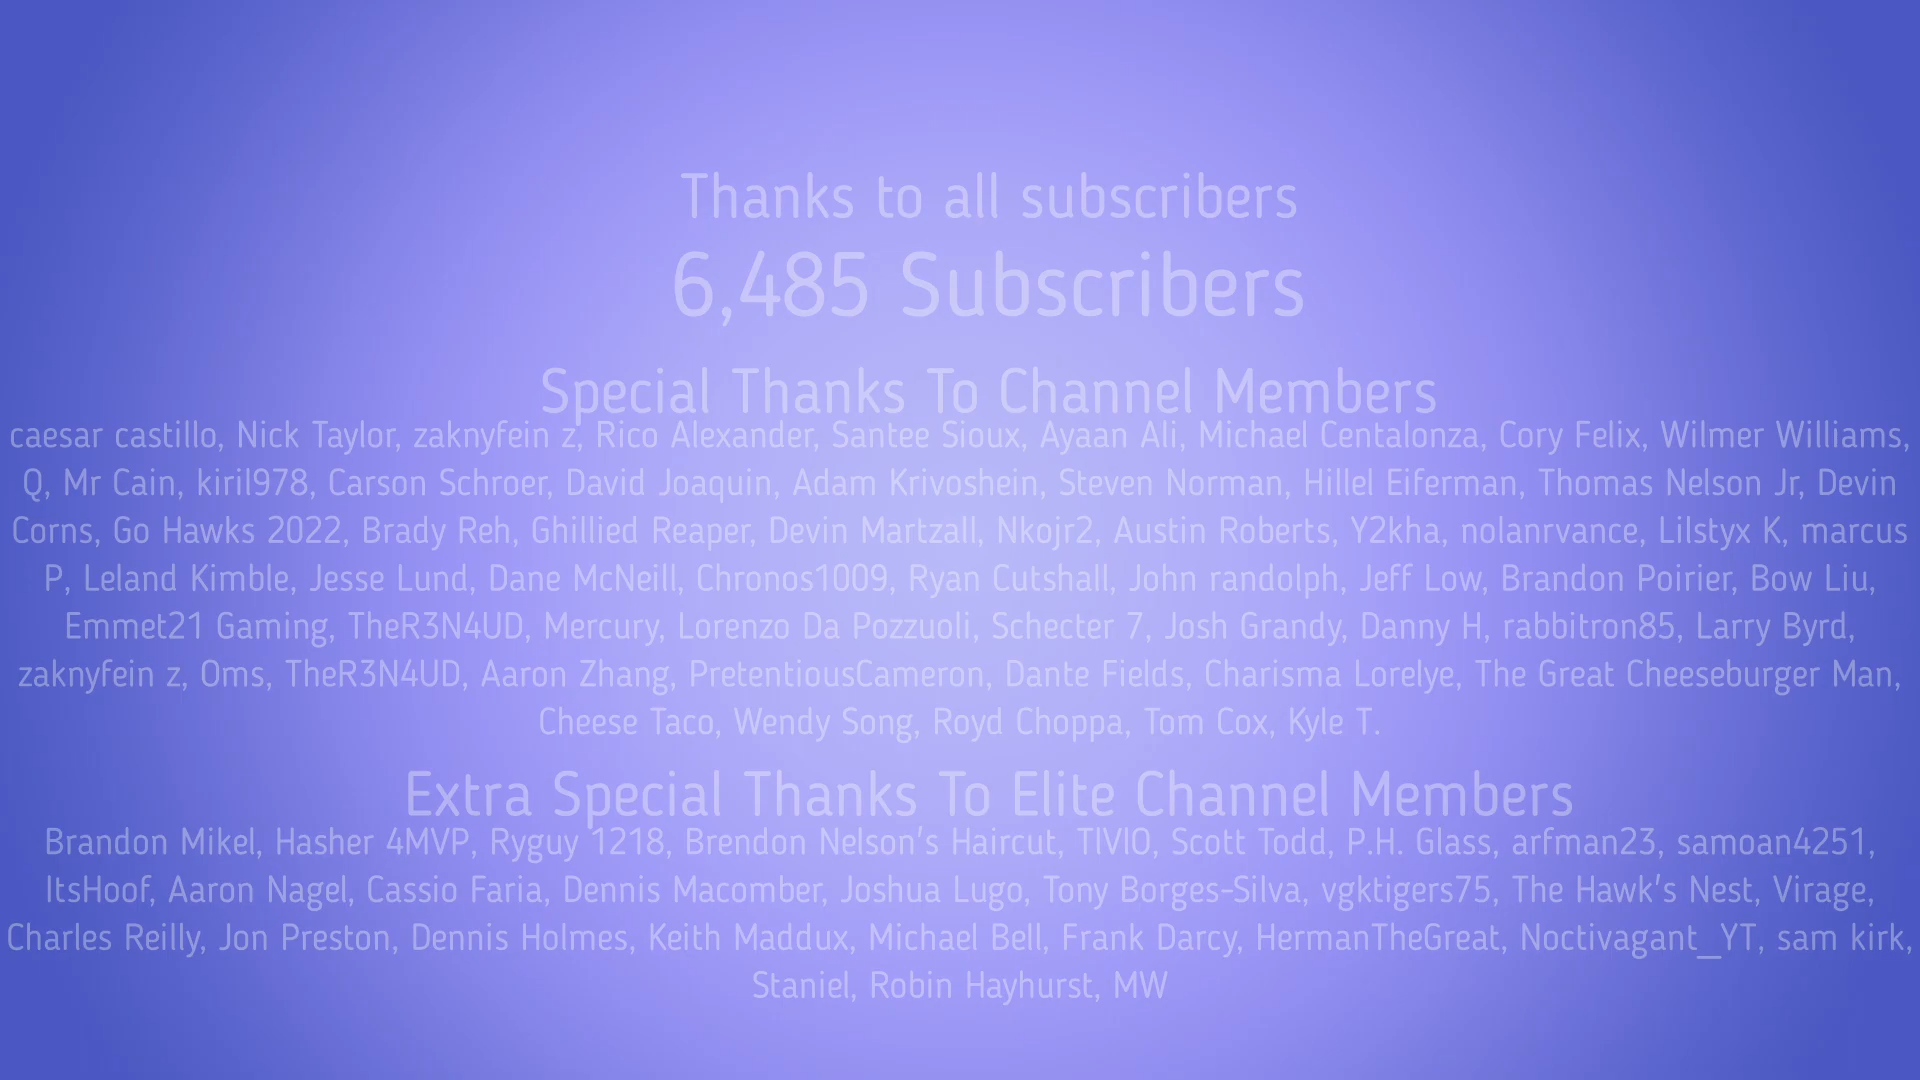 Thanks to all subscribers
6,485 Subscribers
Special Thanks To Channel Members
caesar castillo, Nick Taylor, zaknyfein z, Rico Alexander, Santee Sioux, Ayaan Ali, Michael Centalonza, Cory Felix, Wilmer Williams,
Q, Mr Cain, kiril978, Carson Schroer, David Joaquin, Adam Krivoshein, Steven Norman, Hillel Eiferman, Thomas Nelson Jr, Devin
Corns, Go Hawks 2022, Brady Reh, Ghillied Reaper, Devin Martzall, Nkojr2, Austin Roberts, Y2kha, nolanrvance, Lilstyx K, marcus
P, Leland Kimble, Jesse Lund, Dane McNeill, Chronos1009, Ryan Cutshall, John randolph, Jeff Low, Brandon Poirier, Bow Liu,
Emmet21 Gaming, TheR3N4UD, Mercury, Lorenzo Da Pozzuoli, Schecter 7, Josh Grandy, Danny H, rabbitron85, Larry Byrd,
zaknyfein z, Oms, TheR3N4UD, Aaron Zhang, PretentiousCameron, Dante Fields, Charisma Lorelye, The Great Cheeseburger Man,
Cheese Taco, Wendy Song, Royd Choppa, Tom Cox, Kyle T.
Extra Special Thanks To Elite Channel Members
Brandon Mikel, Hasher 4MVP, Ryguy 1218, Brendon Nelson's Haircut, TIVIO, Scott Todd, P.H. Glass, arfman23, samoan4251,
ItsHoof, Aaron Nagel, Cassio Faria, Dennis Macomber, Joshua Lugo, Tony Borges-Silva, vgktigers75, The Hawk's Nest, Virage,
Charles Reilly, Jon Preston, Dennis Holmes, Keith Maddux, Michael Bell, Frank Darcy, HermanTheGreat, Noctivagant_YT, sam kirk,
Staniel, Robin Hayhurst, MW